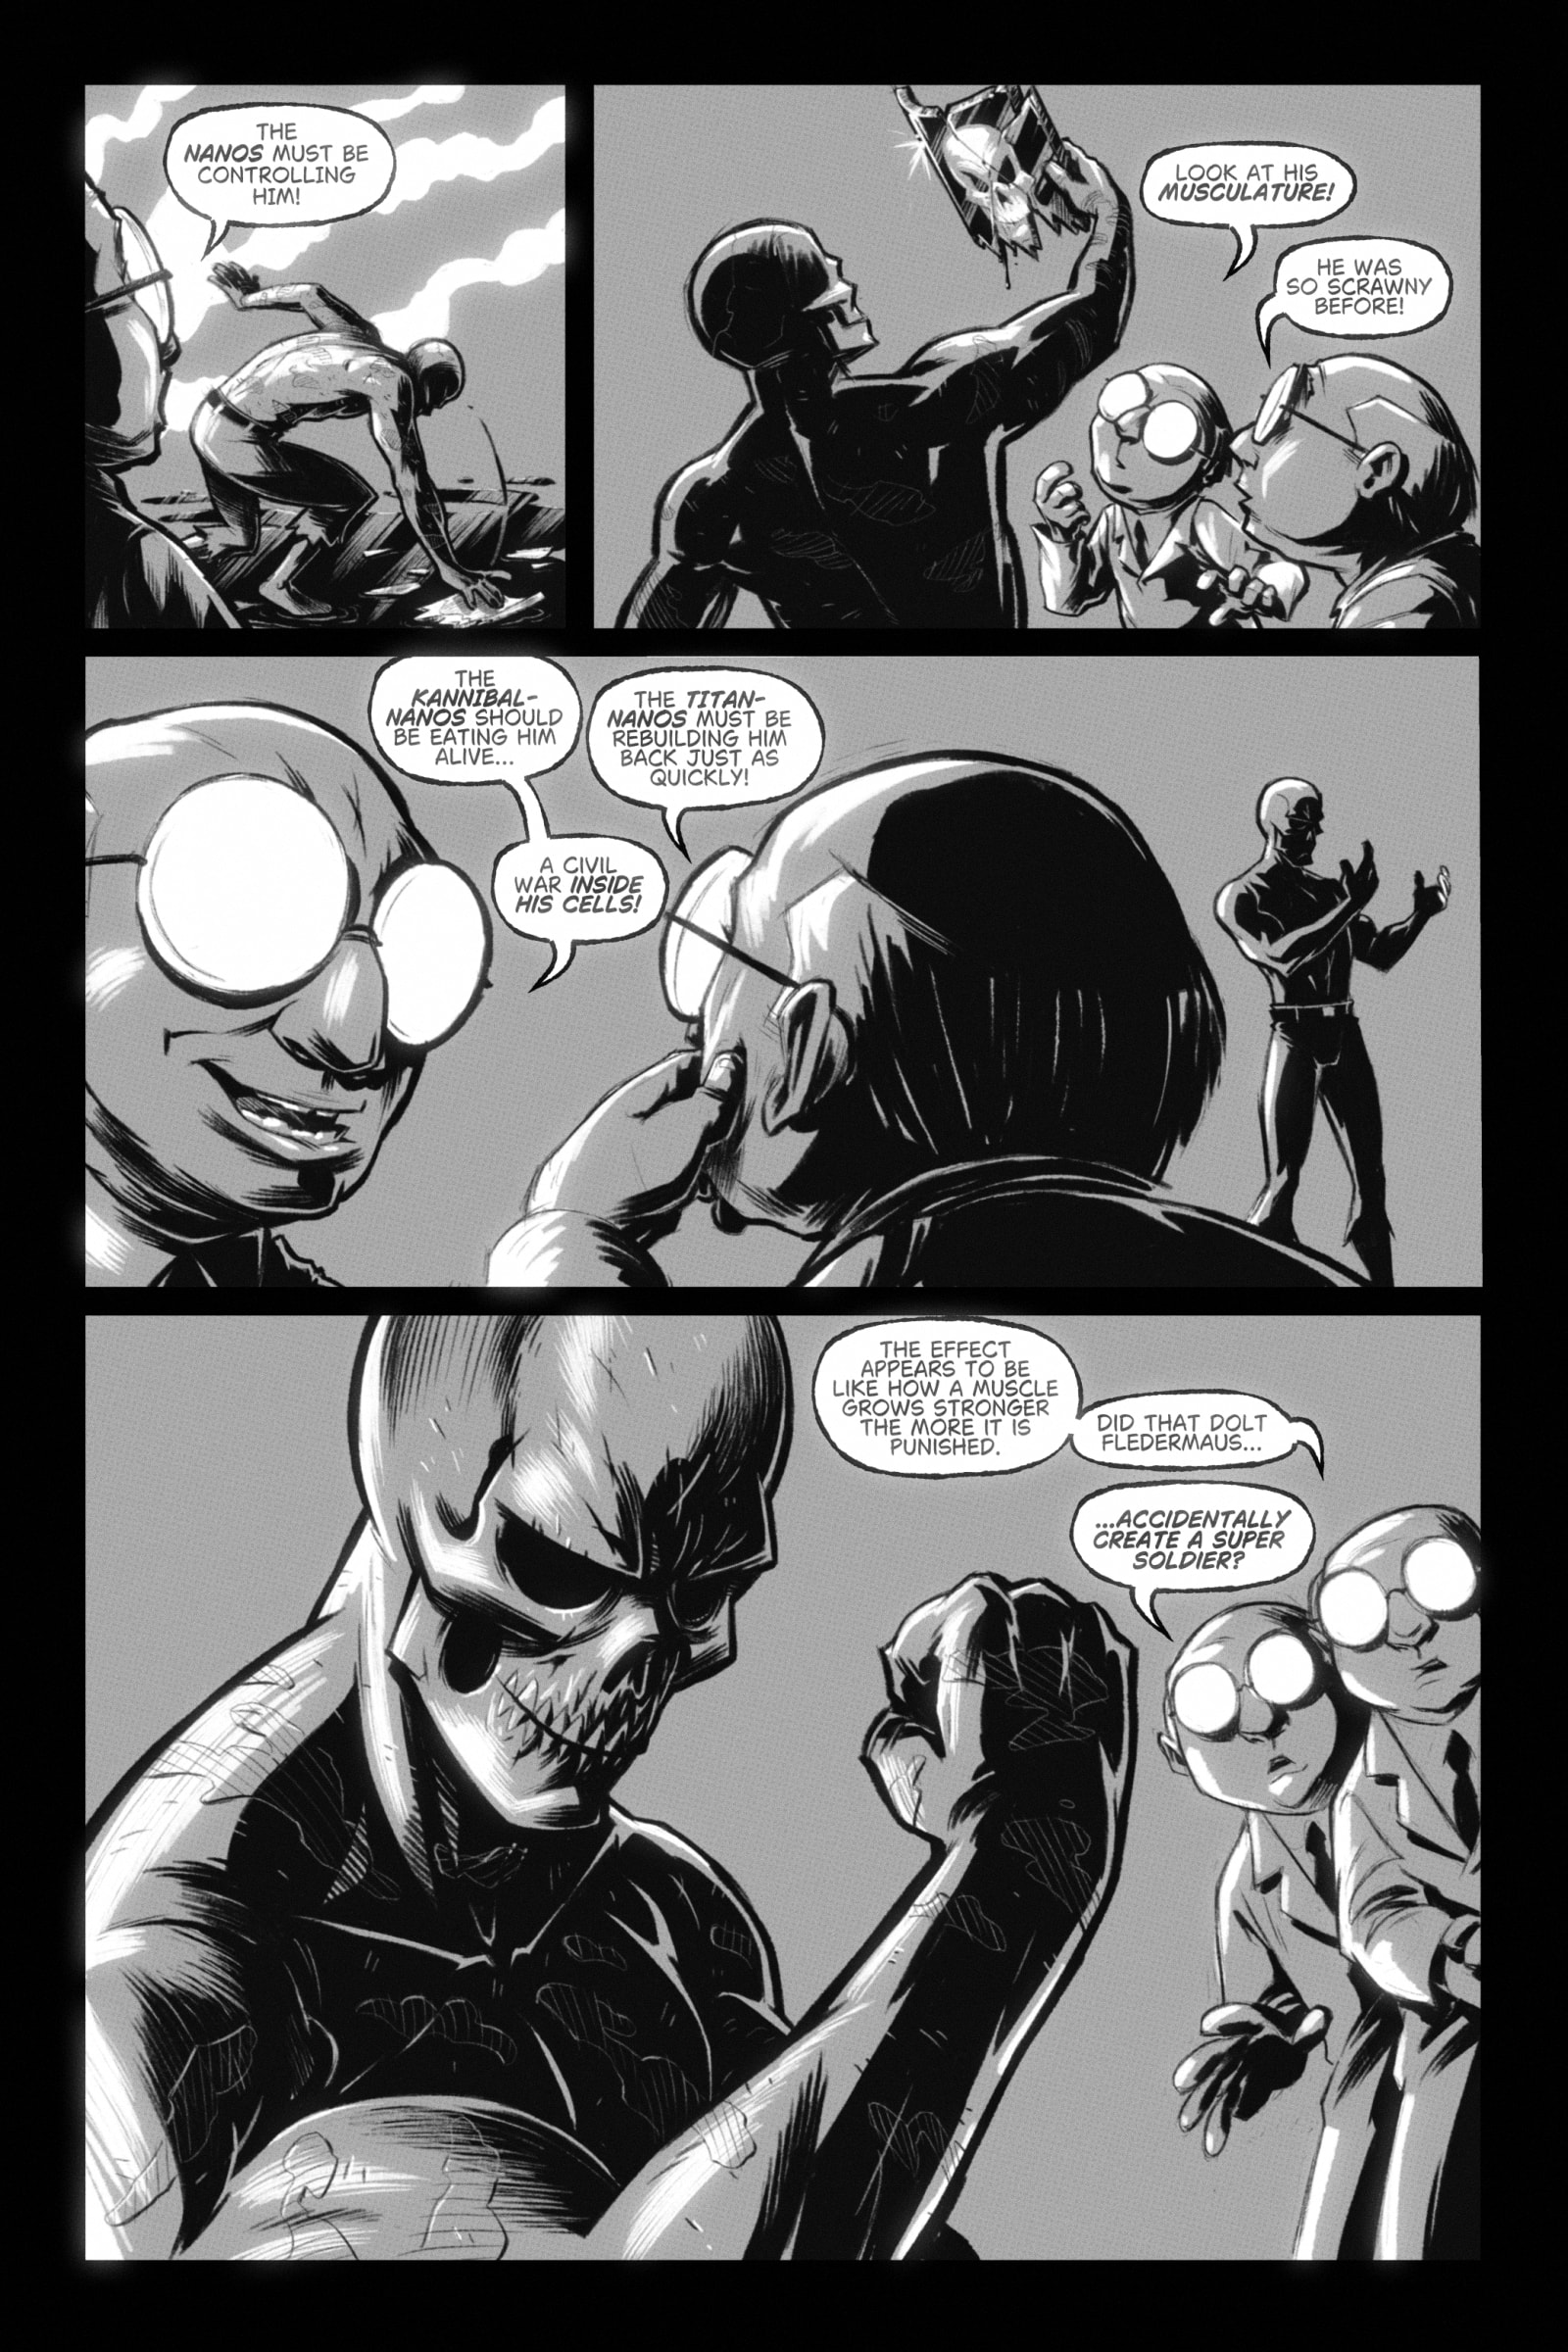 THE
NANOS MUST BE
CONTROLLING
HIM!
LOOK AT HIS
MUSCULATURE!
HE WAS
SO SCRAWNY
BEFORE!
THE
KANNIBAL-
NANOS SHOULD
BE EATING HIM
ALIVE...
THE TITAN-
NANOS MUST BE
REBUILDING HIM
BACK JUST AS
QUICKLY!
A CIVIL
WAR INSIDE
HIS CELLS!
THE EFFECT
APPEARS TO BE
LIKE HOW A MUSCLE
GROWS STRONGER
THE MORE IT IS
PUNISHED.
DID THAT DOLT
FLEDERMAUS...
...ACCIDENTALLY
CREATE A SUPER
SOLDIER?